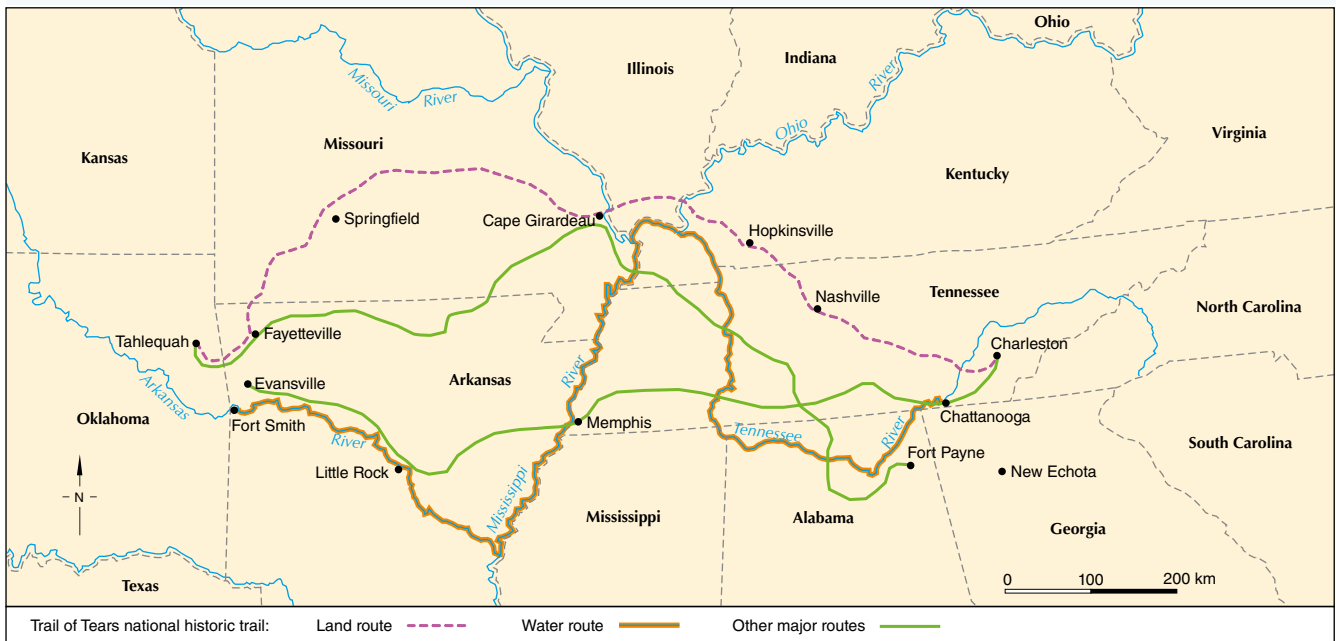 Ohio
Indiana
Illinois
Missouri
River
River
Ohio
Virginia
Missouri
Kansas
Kentucky
Springfield
Cape Girardeau
Hopkinsville
Nashville
Tennessee
North Carolina
Fayetteville
Tahlequah
Charleston
River
Evansville
Arkansas
Arkansas
Oklahoma
Fort Smith
Chattanooga
Memphis
Tennessee
River
River
South Carolina
Fort Payne
Little Rock
New Echota
Mississippi
N
Mississippi
Alabama
Georgia
Texas
0 100 200 km
Trail of Tears national historic trail: Land route Water route Other major routes